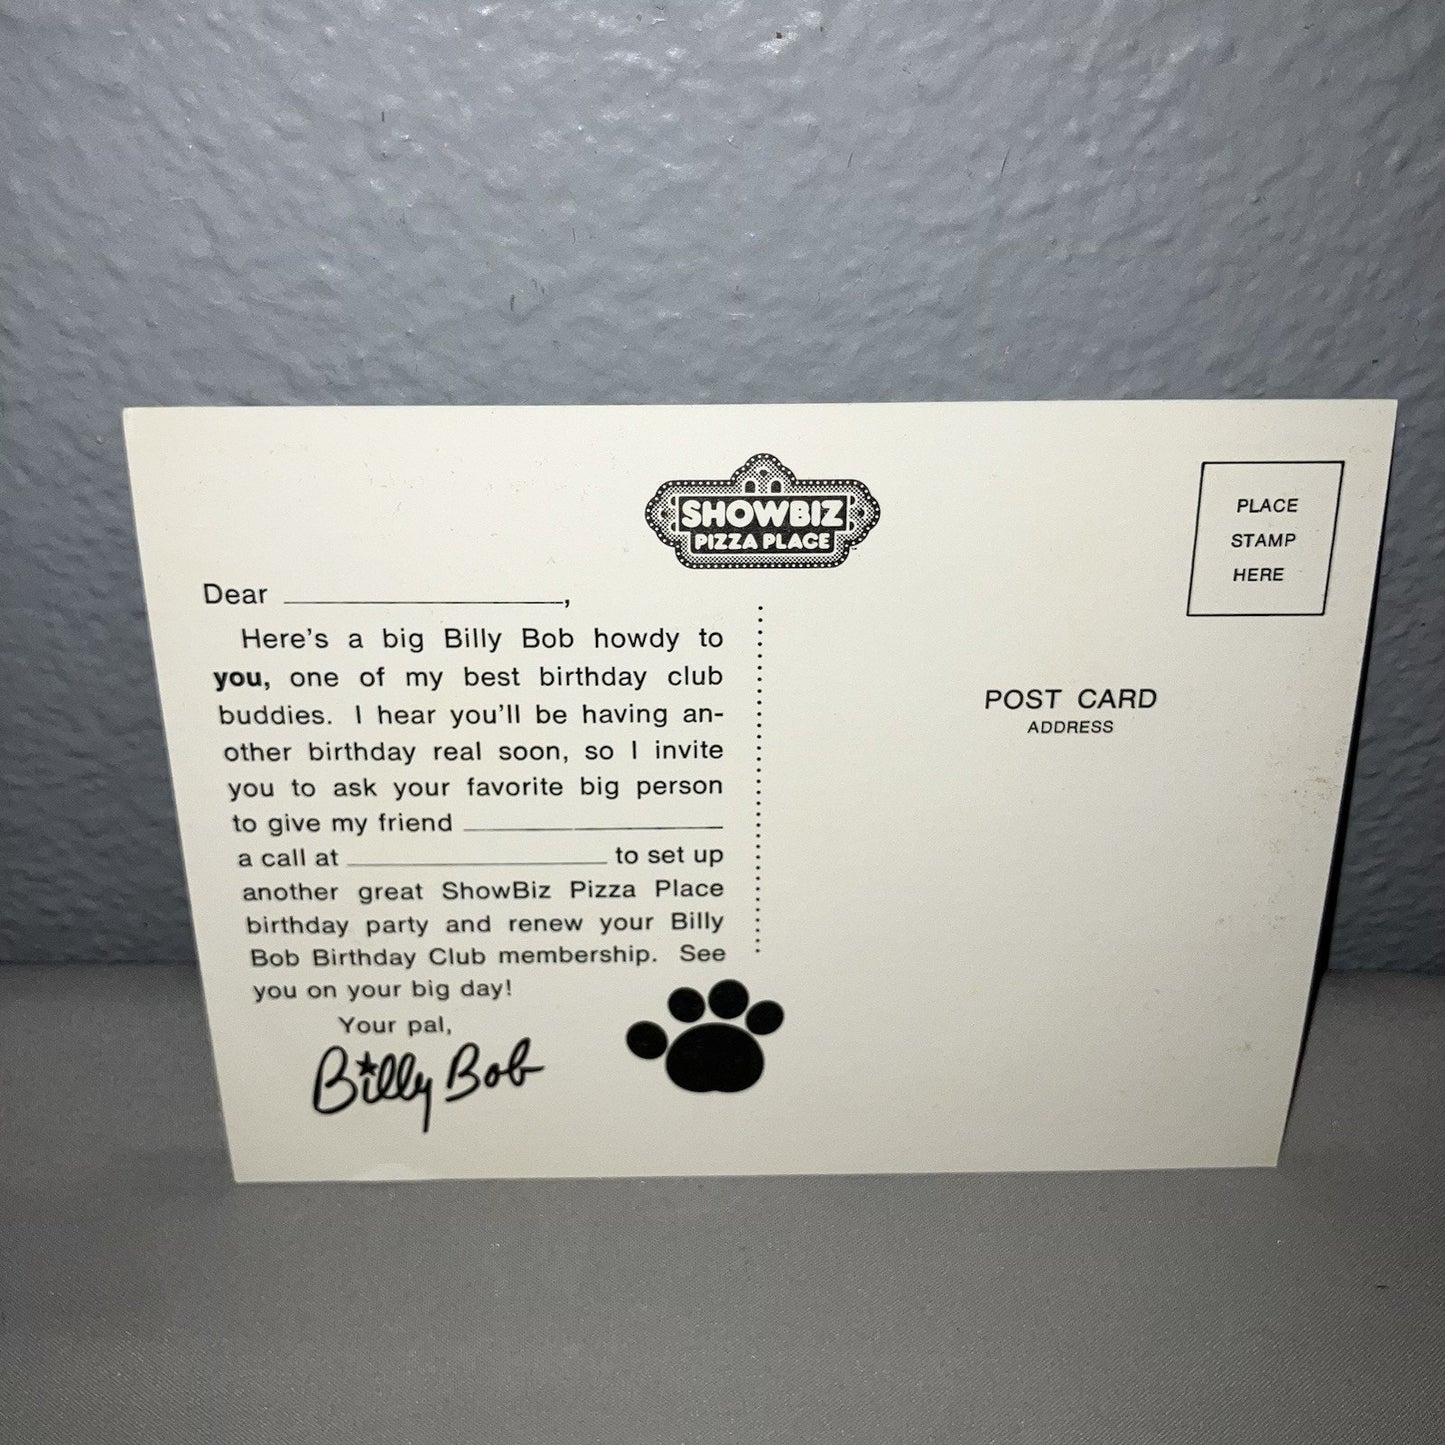 SHOWBIZ
PIZZA PLACE
PLACE
STAMP
HERE
Dear ____________,
Here's a big Billy Bob howdy to
you, one of my best birthday club
buddies. I hear you'll be having an-
other birthday real soon, so I invite
you to ask your favorite big person
to give my friend ____________
a call at ____________ to set up
another great ShowBiz Pizza Place
birthday party and renew your Billy
Bob Birthday Club membership. See
you on your big day!
Your pal,
Billy Bob
POST CARD
ADDRESS